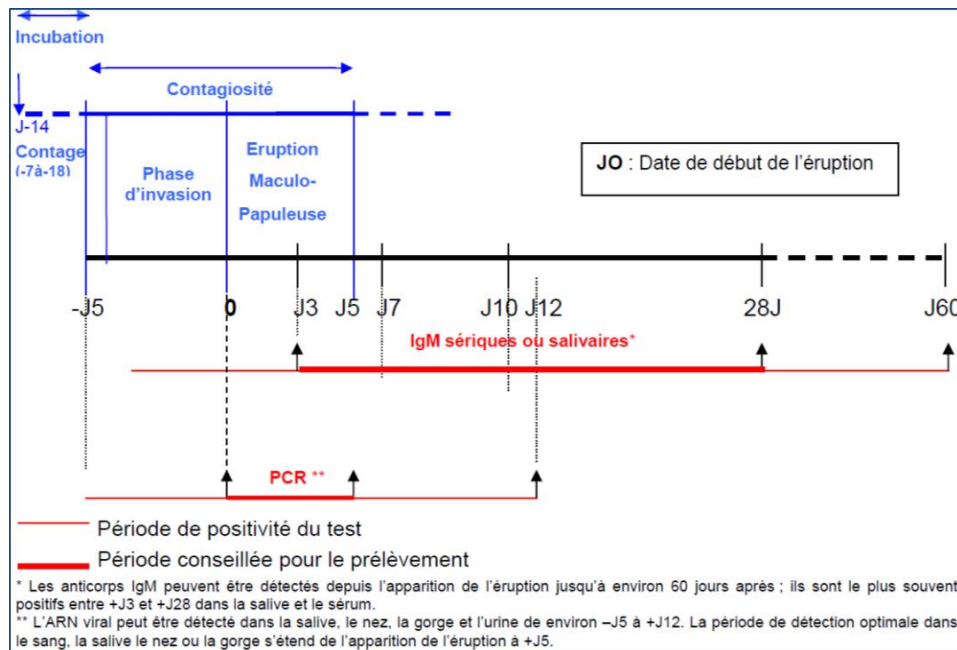 Incubation
Contagiosité
J-14
Contage
(-7à-18)
Phase
d'invasion
Eruption
Maculo-
Papuleuse
JO : Date de début de l'éruption
-J5 0 J3 J5 J7 J10 J12 28J J60
IgM sériques ou salivaires*
PCR **
Période de positivité du test
Période conseillée pour le prélèvement
* Les anticorps IgM peuvent être détectés depuis l'apparition de l'éruption jusqu'à environ 60 jours après ; ils sont le plus souvent
positifs entre +J3 et +J28 dans la salive et le sérum.
** L'ARN viral peut être détecté dans la salive, le nez, la gorge et l'urine de environ –J5 à +J12. La période de détection optimale dans
le sang, la salive le nez ou la gorge s'étend de l'apparition de l'éruption à +J5.